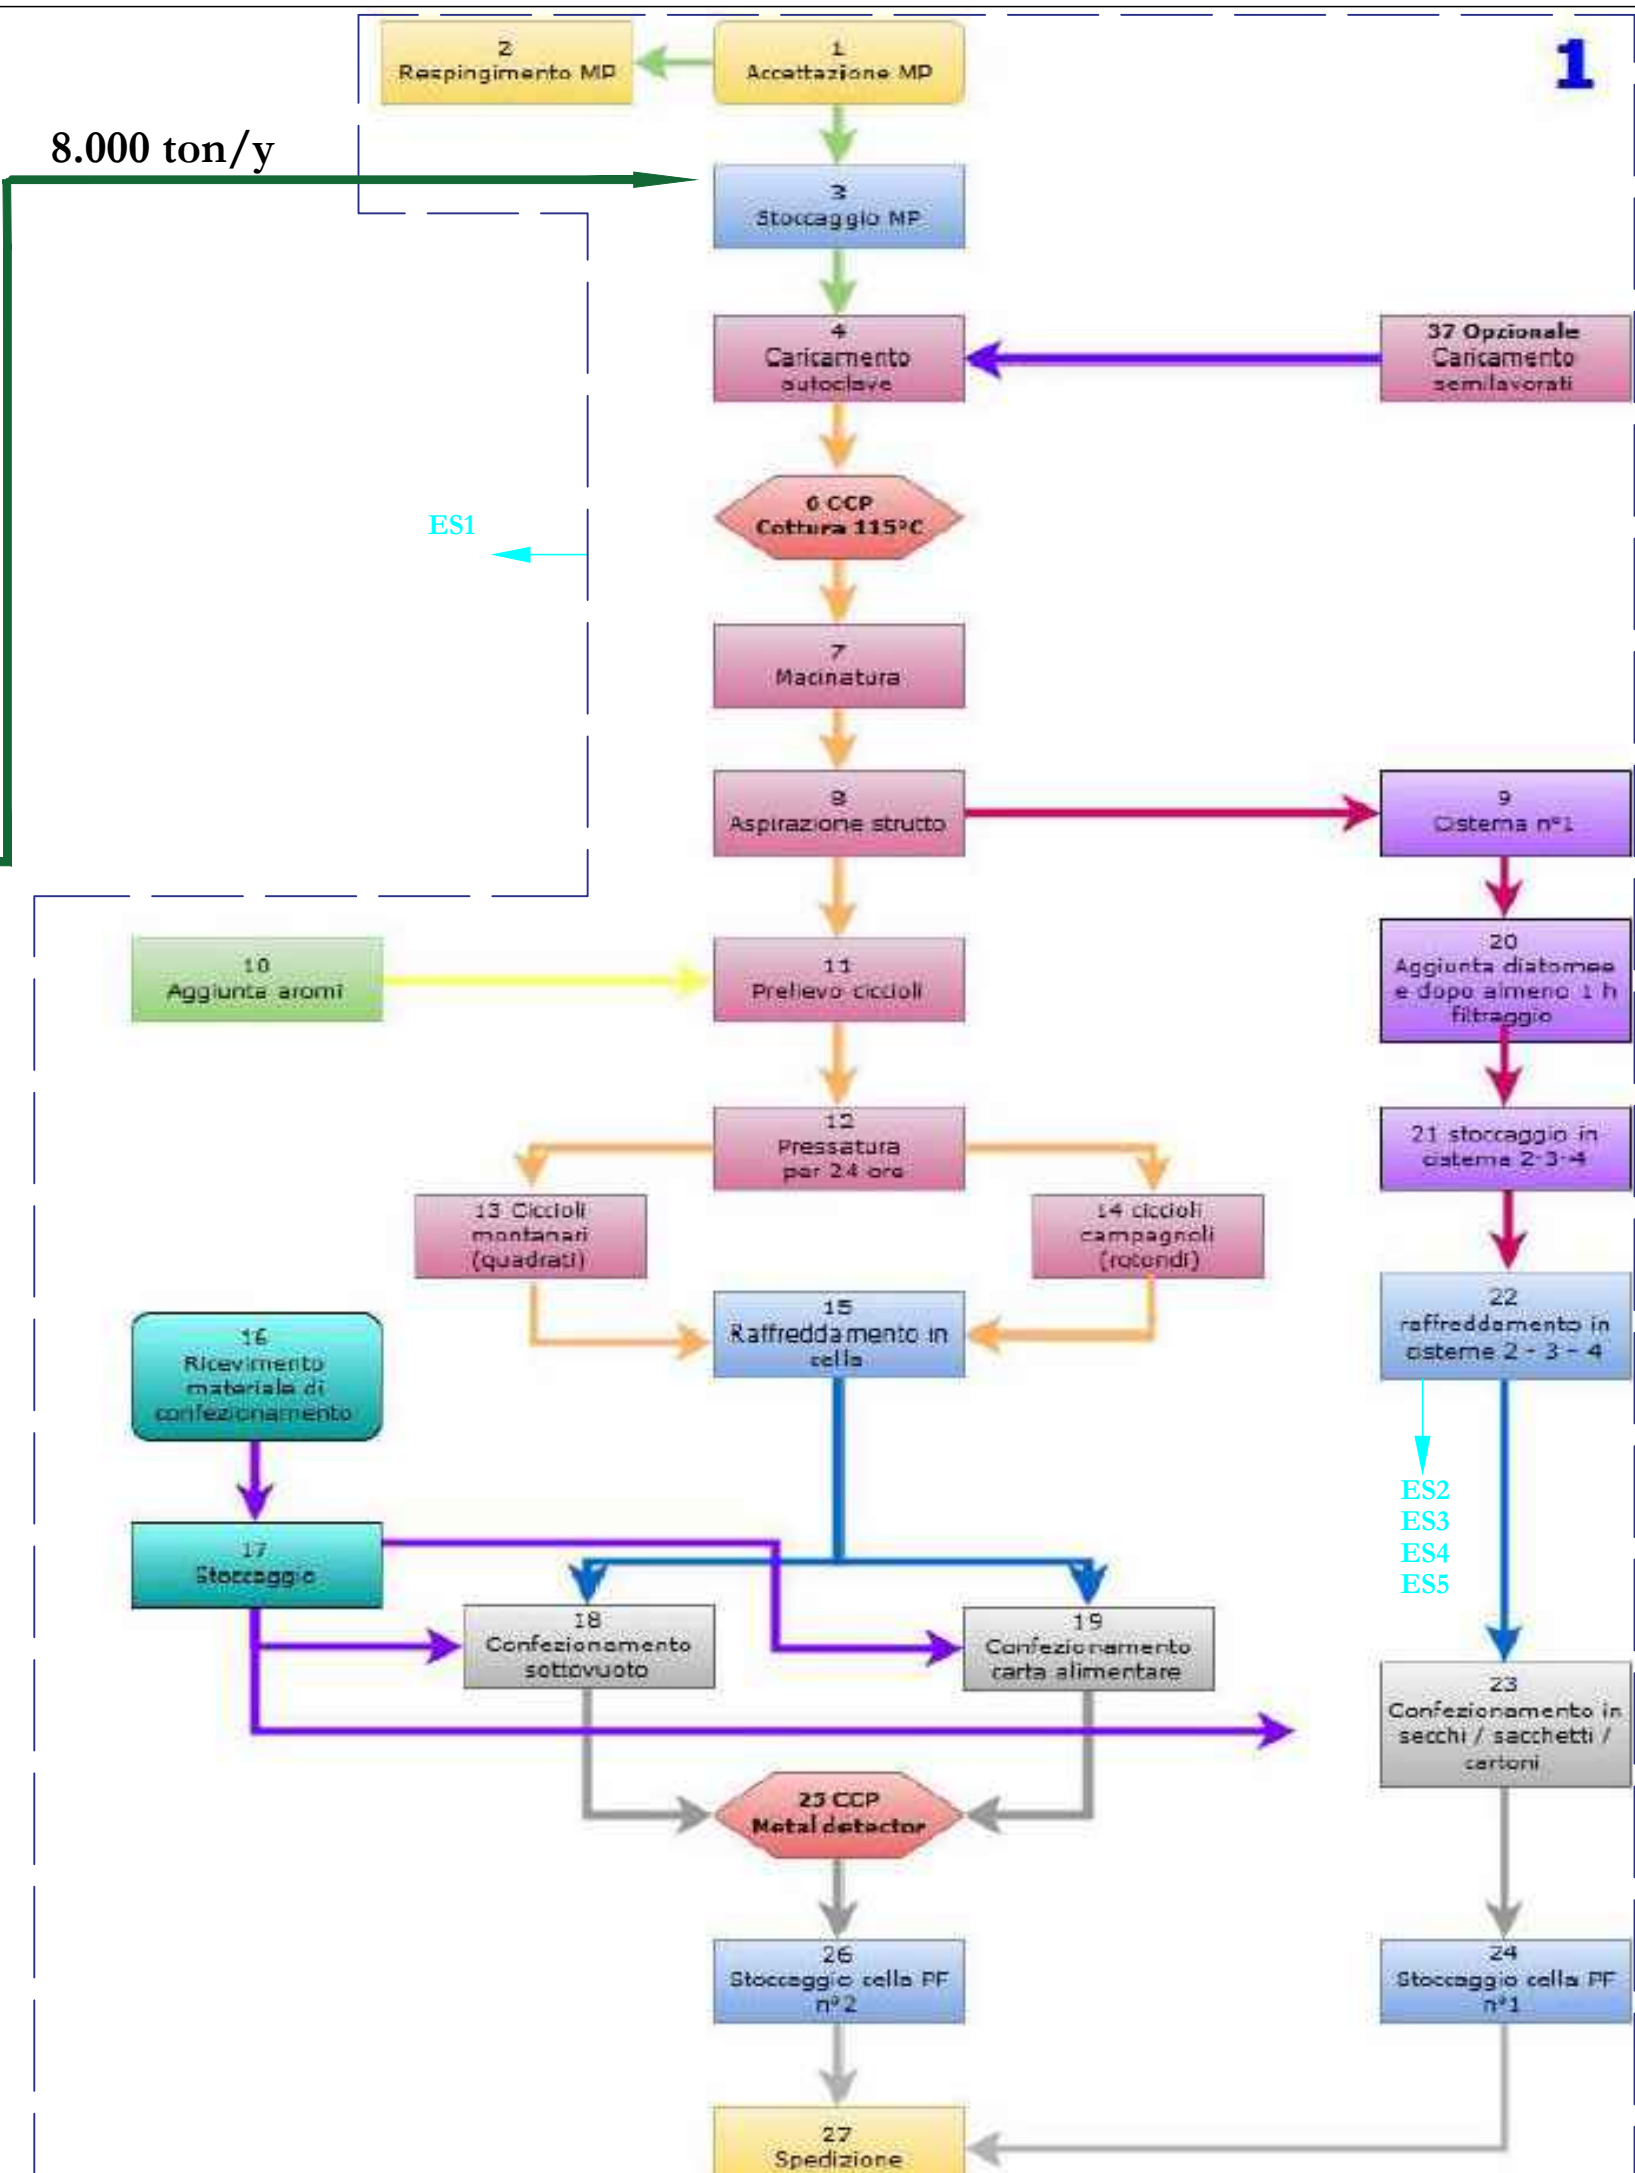 1
2
Respingimento MP
1
Accettazione MP
8.000 ton/y
3
Stoccaggio MP
4
Caricamento
autoclave
37 Opzionale
Caricamento
semilavorati
6 CCP
Cottura 115°C
ES1
7
Macinatura
8
Aspirazione strutto
9
Cisterna n°1
10
Aggiunta aromi
11
Prelievo ciccioli
20
Aggiunta diatomee
e dopo almeno 1 h
filtraggio
12
Pressatura
per 24 ore
21 stoccaggio in
cisterna 2-3-4
13 Ciccioli
montanari
(quadrati)
14 ciccioli
campagnoli
(rotondi)
15
Raffreddamento in
cella
22
raffreddamento in
cisterne 2 - 3 - 4
16
Ricevimento
materiale di
confezionamento
ES2
ES3
ES4
ES5
17
Stoccaggio
18
Confezionamento
sottovuoto
19
Confezionamento
carta alimentare
23
Confezionamento in
secchi / sacchetti /
cartoni
25 CCP
Metal detector
26
Stoccaggio cella PF
n°2
24
Stoccaggio cella PF
n°1
27
Spedizione